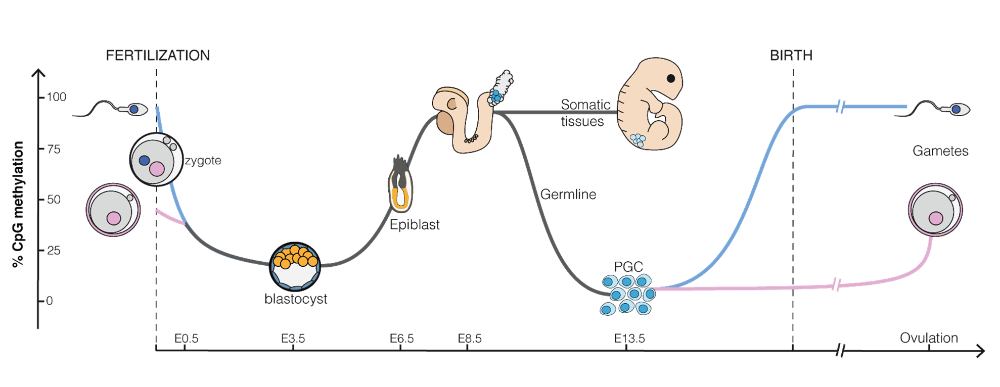 FERTILIZATION
BIRTH
% CpG methylation
100
75
50
25
0
zygote
blastocyst
Epiblast
Somatic
tissues
Germline
PGC
Gametes
E0.5
E3.5
E6.5
E8.5
E13.5
Ovulation